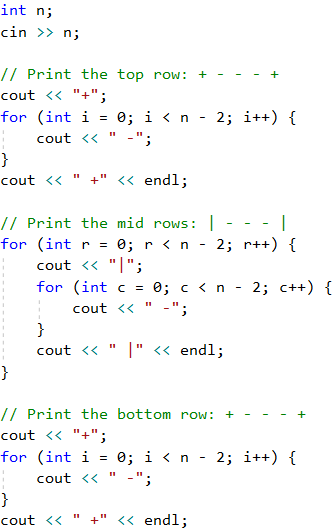 int n;
cin >> n;

// Print the top row: + - - - +
cout << "+";
for (int i = 0; i < n - 2; i++) {
    cout << " -";
}
cout << " +" << endl;

// Print the mid rows: | - - - |
for (int r = 0; r < n - 2; r++) {
    cout << "|";
    for (int c = 0; c < n - 2; c++) {
        cout << " -";
    }
    cout << " |" << endl;
}

// Print the bottom row: + - - - +
cout << "+";
for (int i = 0; i < n - 2; i++) {
    cout << " -";
}
cout << " +" << endl;